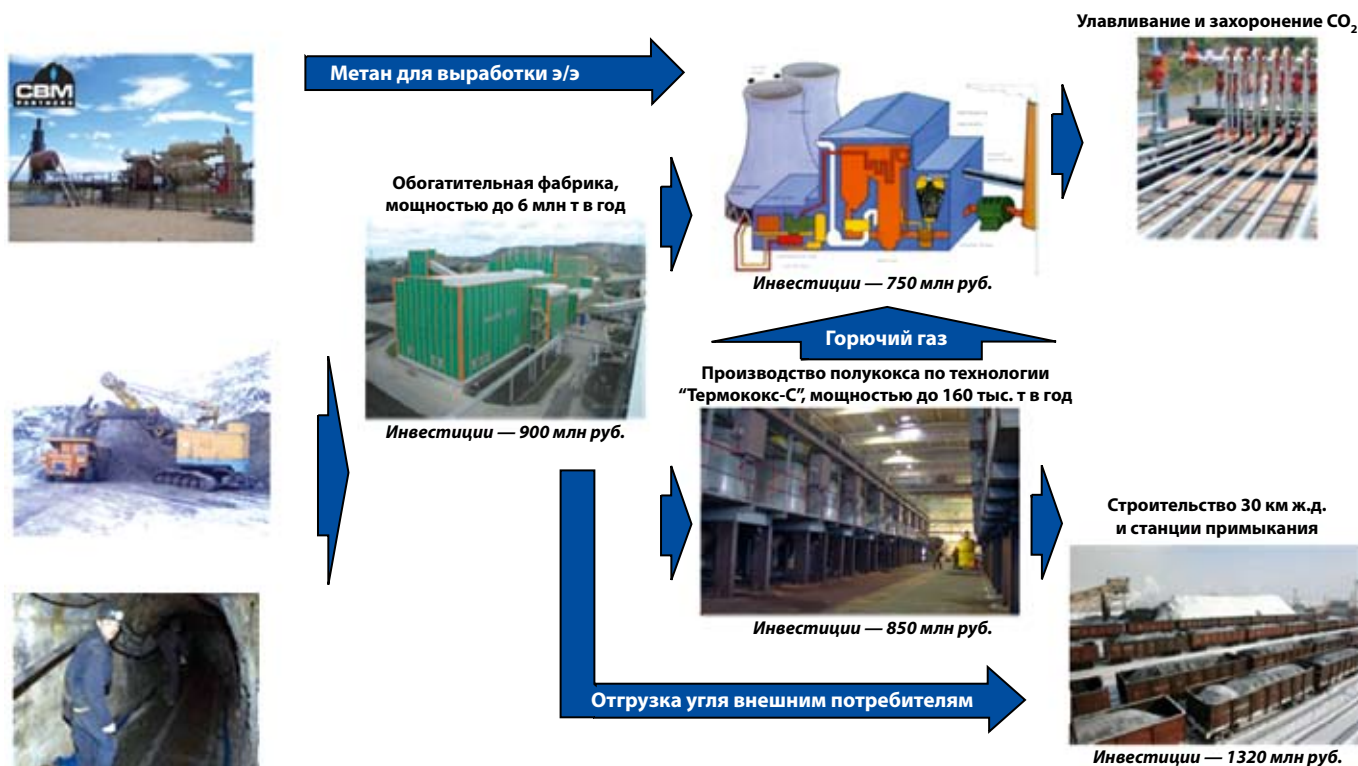 Улавливание и захоронение CO2
CBM
PARTNERS
Метан для выработки э/э
Обогатительная фабрика,
мощностью до 6 млн т в год
Инвестиции — 750 млн руб.
Горючий газ
Производство полукокса по технологии
“Термококс-С”, мощностью до 160 тыс. т в год
Инвестиции — 900 млн руб.
Строительство 30 км ж.д.
и станции примыкания
Инвестиции — 850 млн руб.
Отгрузка угля внешним потребителям
Инвестиции — 1320 млн руб.